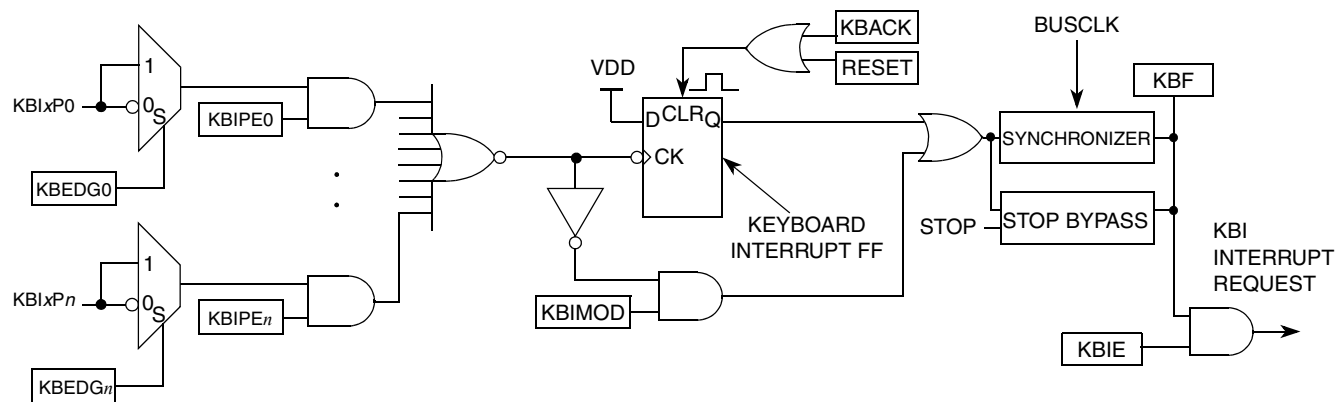 KBACK
RESET
BUSCLK
VDD
KBF
1
KBIxP0
0
S
KBIPE0
D
CLR
Q
CK
SYNCHRONIZER
KBEDG0
STOP
STOP BYPASS
KEYBOARD
INTERRUPT FF
KBI
INTERRUPT
REQUEST
1
KBIxPn
0
S
KBIPEn
KBIMOD
KBIE
KBEDGn